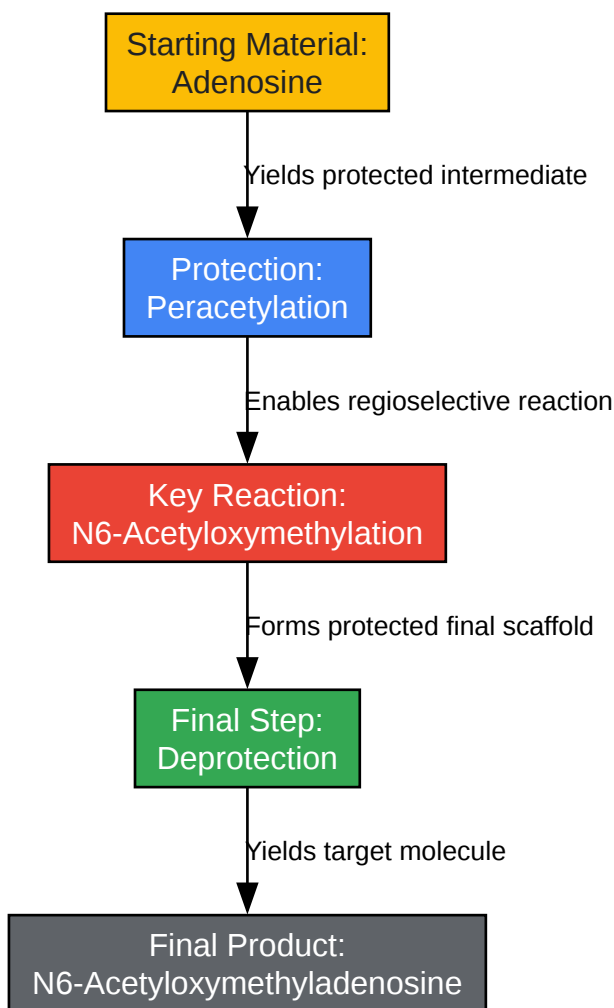 Starting Material:
Adenosine
Yields protected intermediate
Protection:
Peracetylation
Enables regioselective reaction
Key Reaction:
N6-Acetyloxymethylation
Forms protected final scaffold
Final Step:
Deprotection
Yields target molecule
Final Product:
N6-Acetyloxymethyladenosine